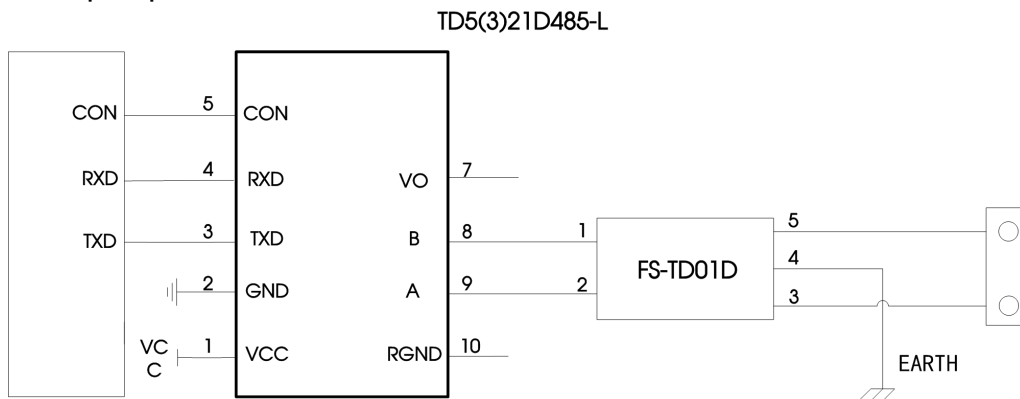 TD5(3)21D485-L
CON 5 CON
RXD 4 RXD
VO 7
TXD 3 TXD
B 8 1
5
FS-TD01D
4
2 GND
A 9 2
3
VC
C
1 VCC
RGND 10
EARTH